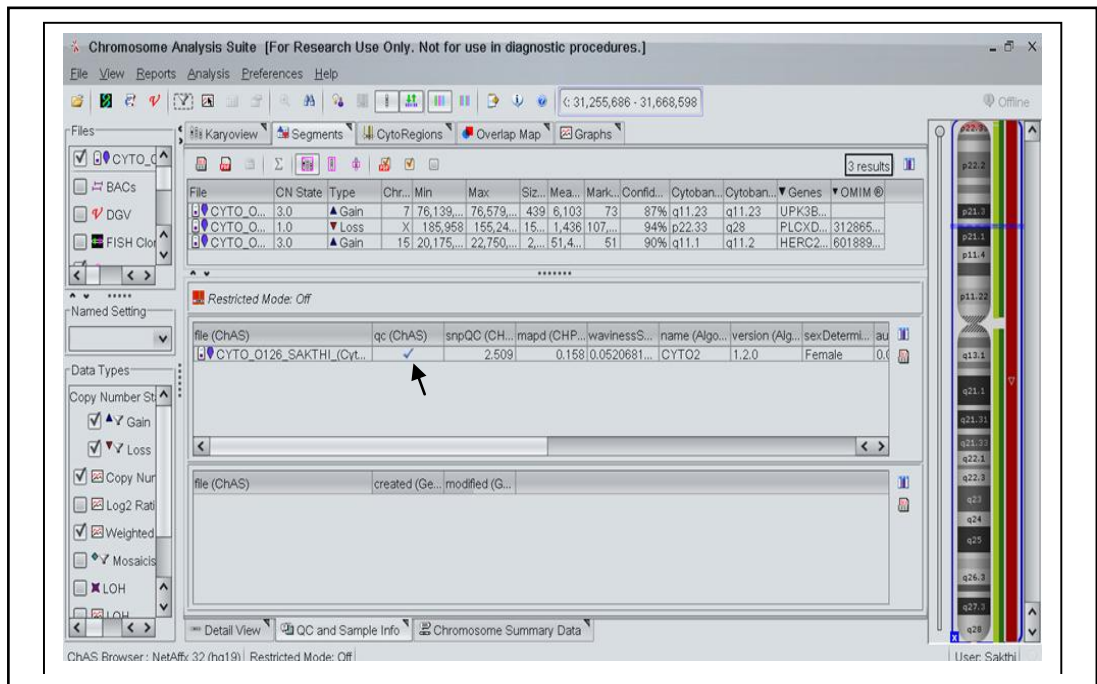 Chromosome Analysis Suite [For Research Use Only. Not for use in diagnostic procedures.]
File View Reports Analysis Preferences Help
31,255,686 - 31,668,598
Offline
Files
Karyoview Segments CytoRegions Overlap Map Graphs
CYTO_
BACs
DGV
FISH Clo
3 results
File CN State Type Chr... Min Max Siz... Mea... Mark... Confid... Cytoban... Cytoban... Genes OMIM ®
CYTO_O... 3.0 Gain 7 76,139,... 76,579,... 439 6,103 73 87% q11.23 q11.23 UPK3B...
CYTO_O... 1.0 Loss X 185,958 155,24... 15... 1,436 107,... 94% p22.33 q28 PLCXD... 312865...
CYTO_O... 3.0 Gain 15 20,175,... 22,750,... 2,... 51,4... 51 90% q11.1 q11.2 HERC2... 601889...
Restricted Mode: Off
Named Setting
file (ChAS) qc (ChAS) snpQC (CH... mapd (CHP... wavinessS... name (Algo... version (Alg... sexDetermi... au
CYTO_O126_SAKTHI_(Cyt... ✓ 2.509 0.158 0.0520681... CYTO2 1.2.0 Female 0.0
Data Types
Copy Number St
Gain
Loss
Copy Nur
Log2 Rati
Weighted
Mosaicis
LOH
LOH
file (ChAS) created (Ge... modified (G...
Detail View QC and Sample Info Chromosome Summary Data
ChAS Browser : NetAffx 32 (hg19) Restricted Mode: Off
User: Sakthi
p22.2
p21.3
p21.1
p11.4
p11.22
q13.1
q21.1
q21.31
q21.33
q22.1
q22.3
q23
q24
q25
q26.3
q27.3
q28
X